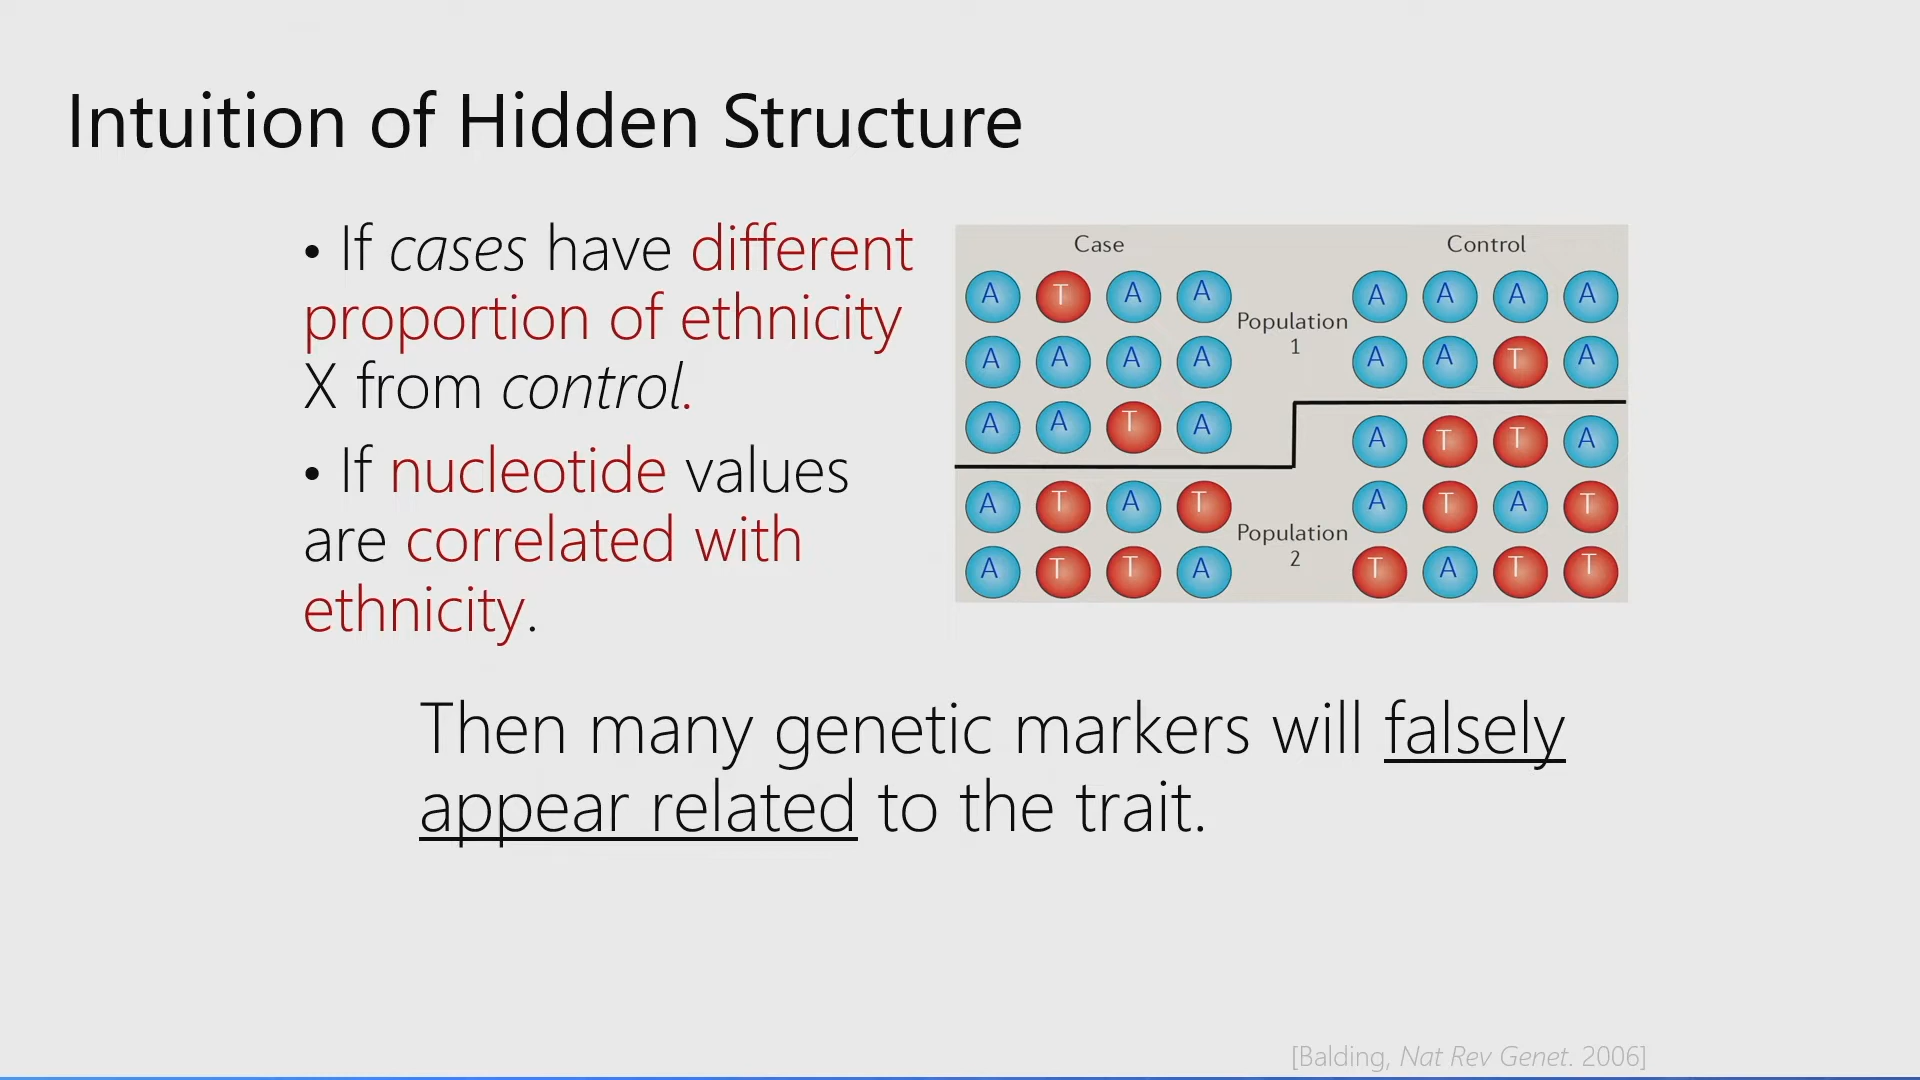 Intuition of Hidden Structure
• If cases have different
proportion of ethnicity
X from control.
• If nucleotide values
are correlated with
ethnicity.
Case Control
A T A A A A A A
Population
1
A A A A A A T A
A A T A
A T T A
A T A T A T A T
Population
2
A T T A T A T T
Then many genetic markers will falsely
appear related to the trait.
[Balding, Nat Rev Genet. 2006]